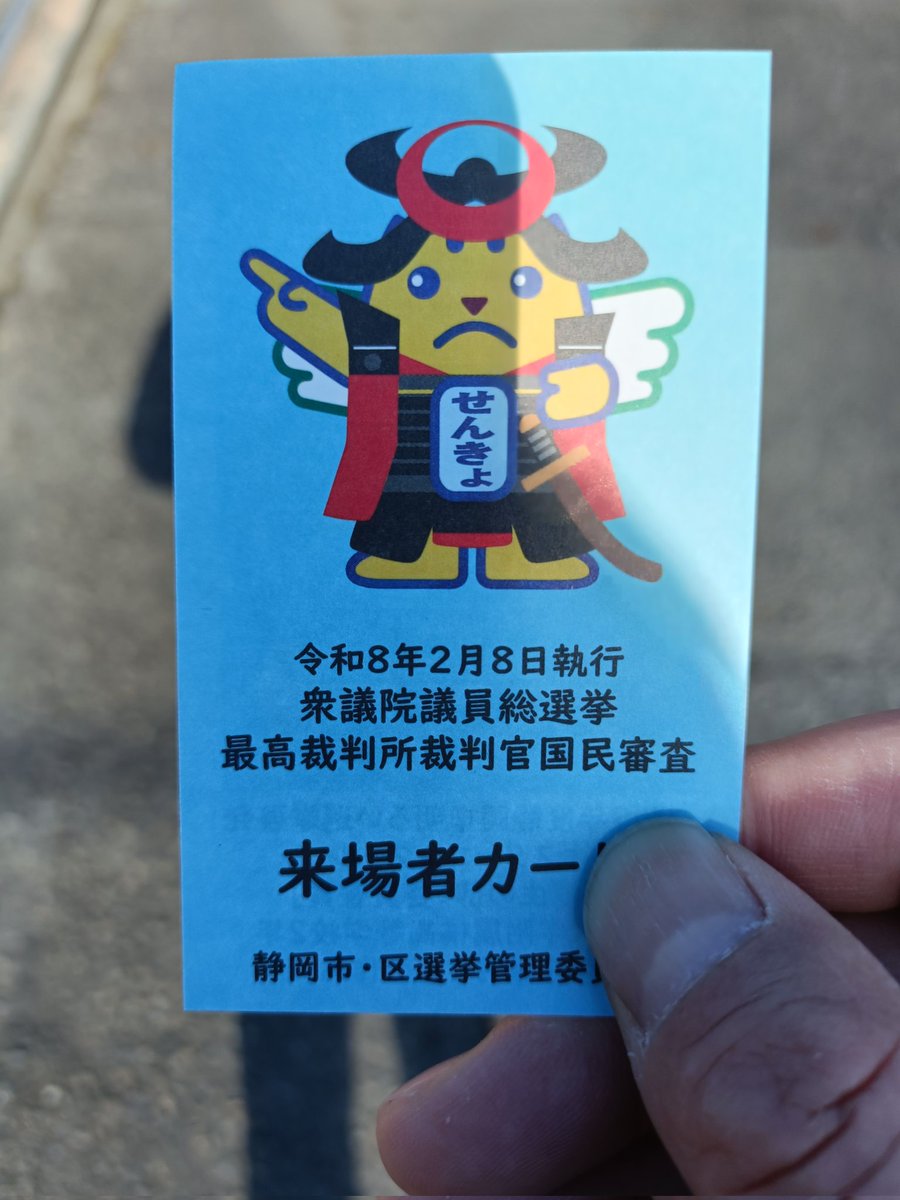 せんきょ
令和8年2月8日執行
衆議院議員総選挙
最高裁判所裁判官国民審査
来場者カー
静岡市・区選挙管理委員